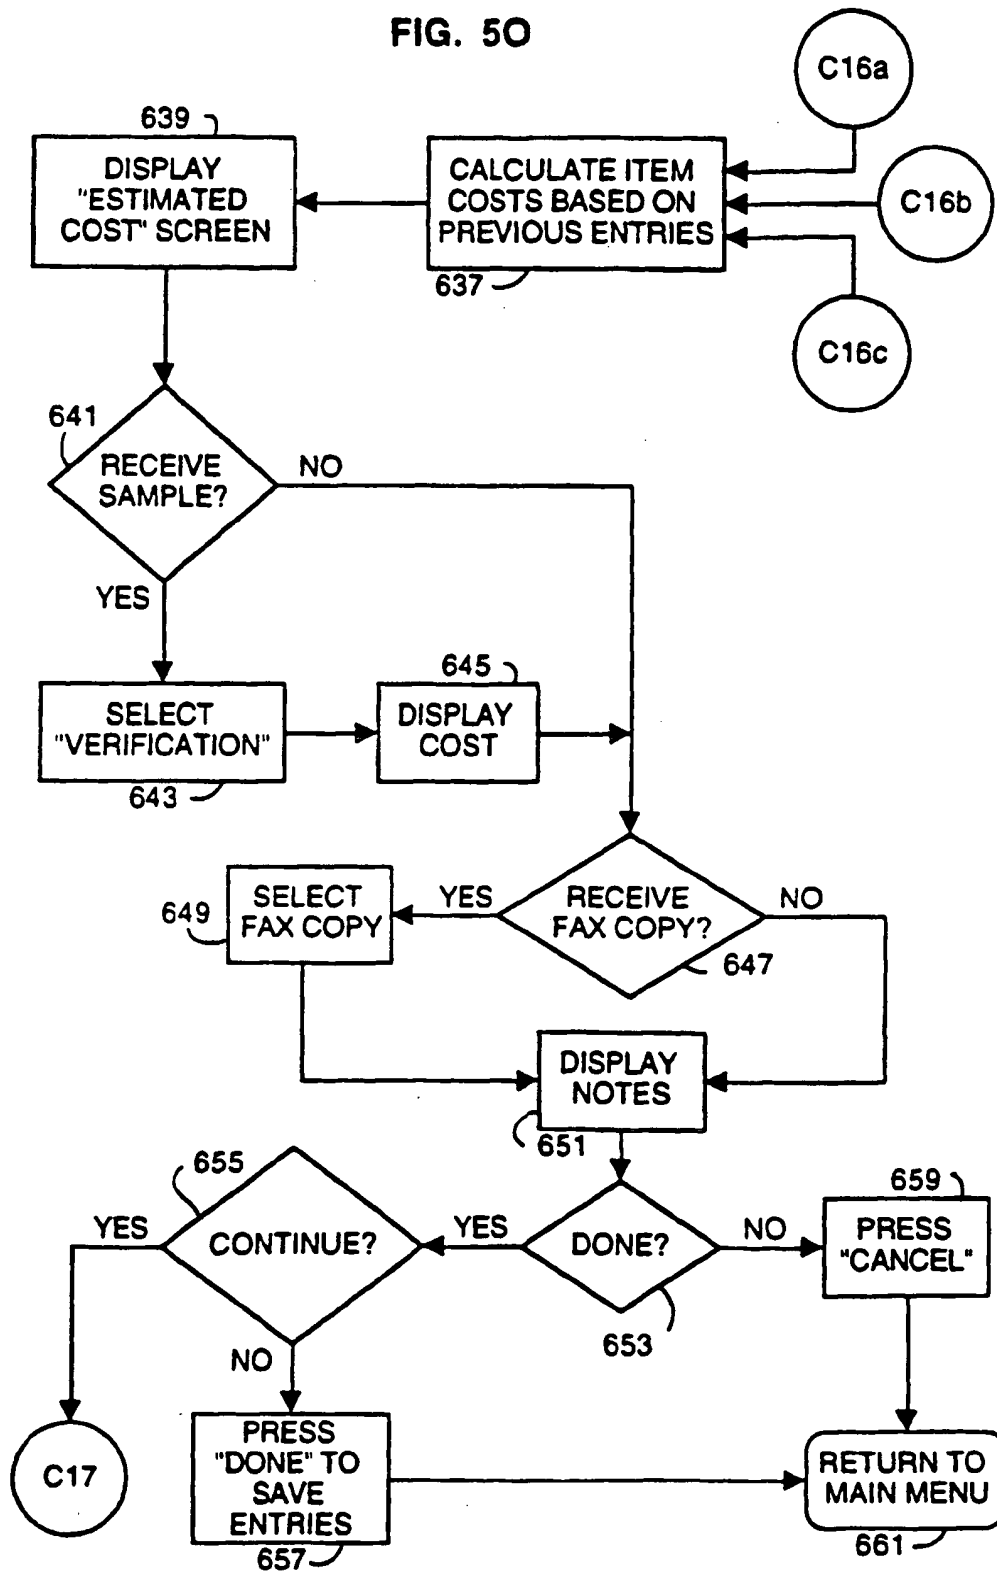 FIG. 5O
C16a
639
DISPLAY
"ESTIMATED
COST" SCREEN
CALCULATE ITEM
COSTS BASED ON
PREVIOUS ENTRIES
637
C16b
C16c
641
RECEIVE
SAMPLE?
NO
YES
SELECT
"VERIFICATION"
643
645
DISPLAY
COST
649
SELECT
FAX COPY
YES
RECEIVE
FAX COPY?
NO
647
DISPLAY
NOTES
651
655
YES
CONTINUE?
YES
DONE?
NO
653
659
PRESS
"CANCEL"
NO
C17
PRESS
"DONE" TO
SAVE
ENTRIES
657
RETURN TO
MAIN MENU
661